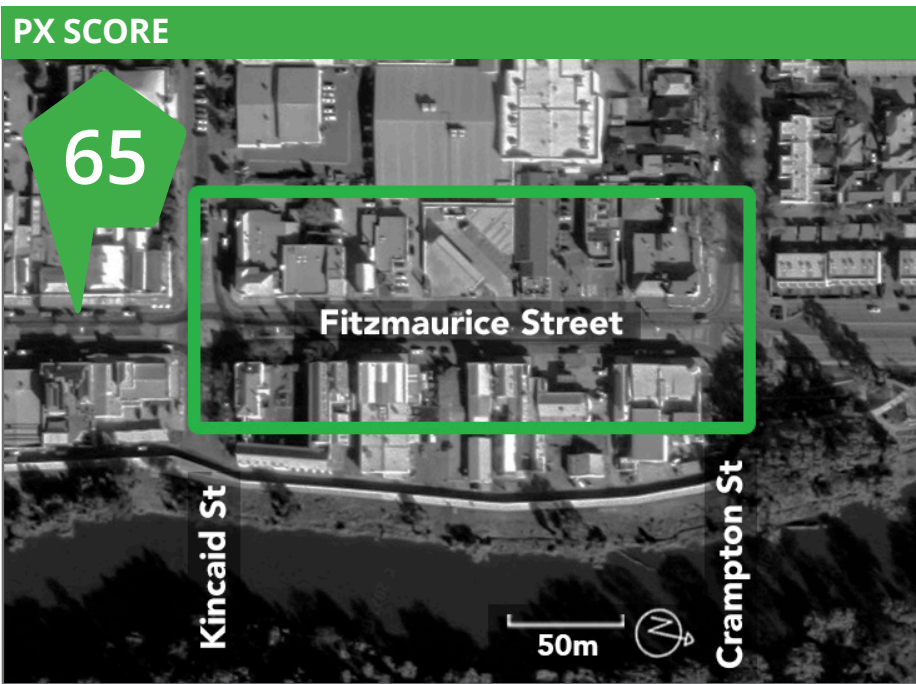 PX SCORE
65
Fitzmaurice Street
Kincaid St
Crampton St
50m
N